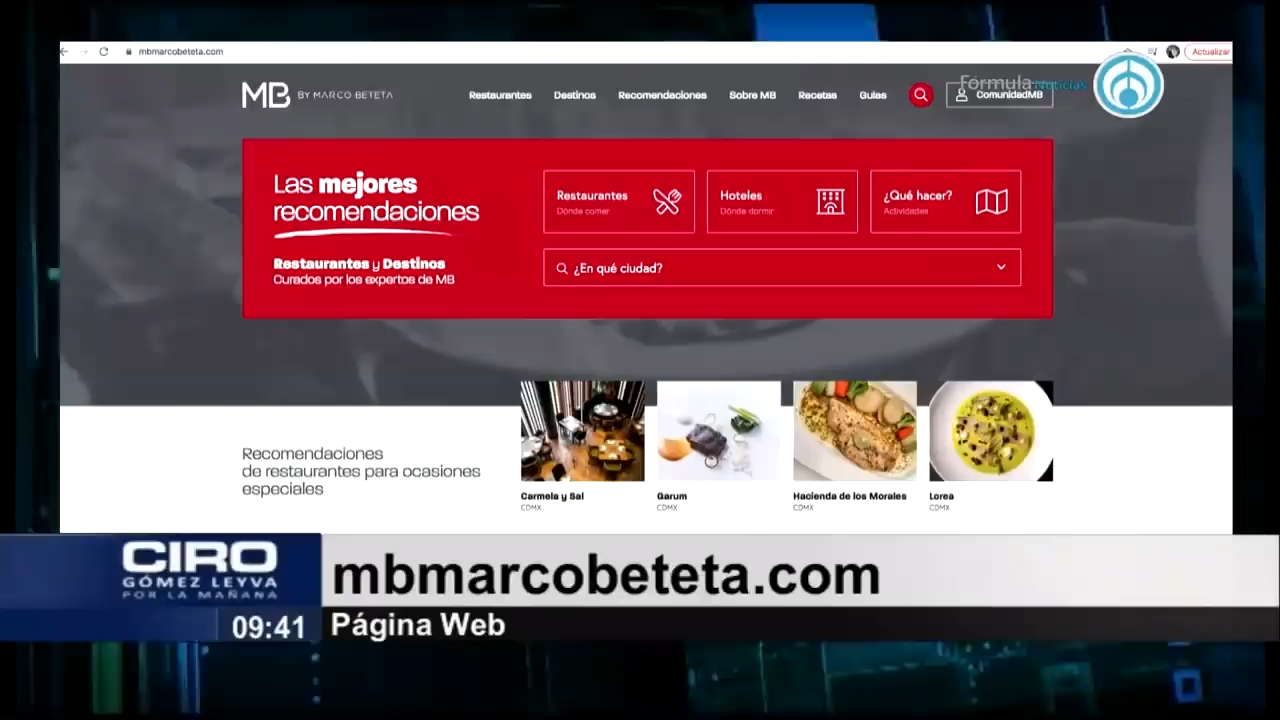 mbmarcobeteta.com
Actualizar
Fórmula Noticias
MB BY MARCO BETETA
Restaurantes Destinos Recomendaciones Sobre MB Recetas Guías ComunidadMB
Las mejores
recomendaciones
Restaurantes y Destinos
Curados por los expertos de MB
Restaurantes
Dónde comer
Hoteles
Dónde dormir
¿Qué hacer?
Actividades
¿En qué ciudad?
Recomendaciones
de restaurantes para ocasiones
especiales
Carmela y Sal
CDMX
Garum
CDMX
Hacienda de los Morales
CDMX
Lorea
CDMX
CIRO
GÓMEZ LEYVA
POR LA MAÑANA
09:41
mbmarcobeteta.com
Página Web